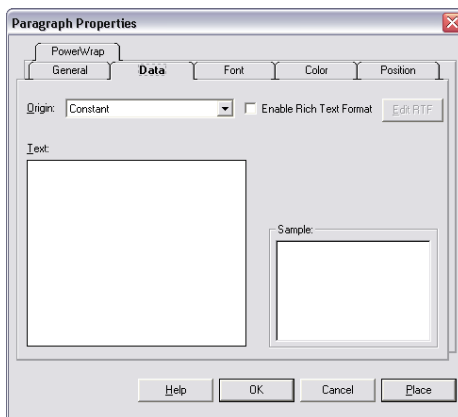 Paragraph Properties
PowerWrap
General Data Font Color Position
Origin: Constant Enable Rich Text Format Edit RTF
Text:
Sample:
Help OK Cancel Place